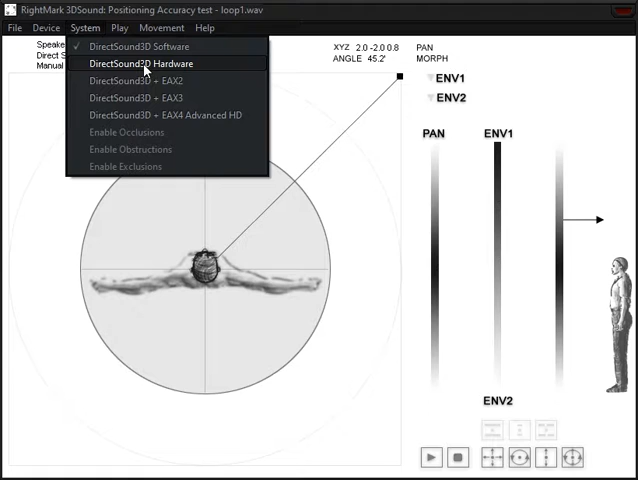 RightMark 3DSound: Positioning Accuracy test - loop1.wav
File Device System Play Movement Help
Speake
Direct S
Manual
✓ DirectSound3D Software
DirectSound3D Hardware
DirectSound3D + EAX2
DirectSound3D + EAX3
DirectSound3D + EAX4 Advanced HD
Enable Occlusions
Enable Obstructions
Enable Exclusions
XYZ 2.0 -2.0 0.8 PAN
ANGLE 45.2' MORPH
ENV1
ENV2
PAN ENV1
ENV2